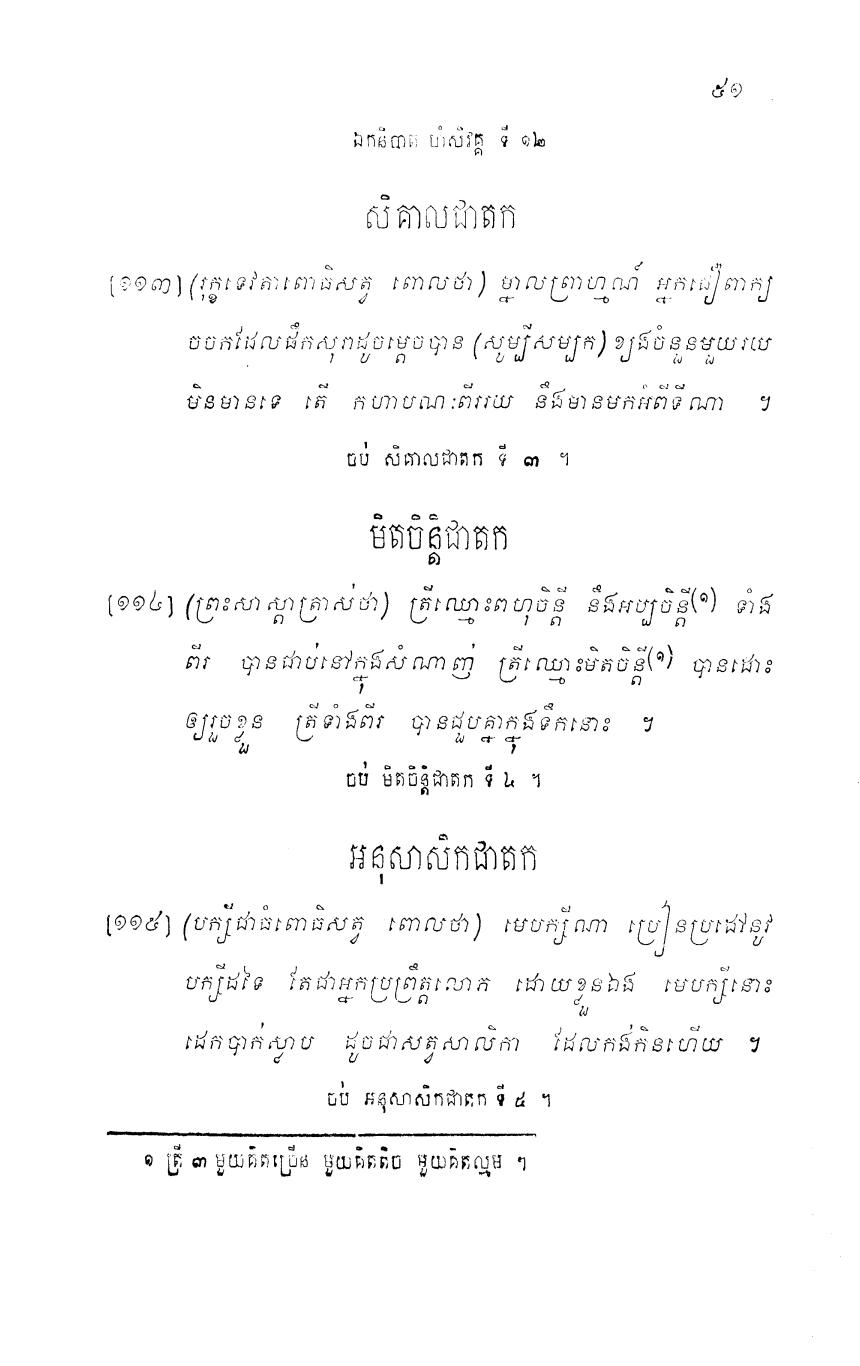 ៥១
ឯកនិបាត ហំសិវគ្គ ទី ១២
សិគាលជាតក
[១១៣] (រុក្ខទេវតាពោធិសត្វ ពោលថា) ម្នាលព្រាហ្មណ៍ អ្នកជឿពាក្យ
ចចកដែលផឹកសុរាដូចម្តេចបាន (សូម្បីសម្បក) ខ្យងចំនួនមួយរយ
មិនមានទេ តើ កហាបណៈពីររយ នឹងមានមកអំពីទីណា ។
ចប់ សិគាលជាតក ទី ៣ ។
មិតចិន្តិជាតក
[១១៤] (ព្រះសាស្តាត្រាស់ថា) ត្រីឈ្មោះពហុចិន្តី នឹងអប្បចិន្តី(១) ទាំង
ពីរ បានជាប់នៅក្នុងសំណាញ់ ត្រីឈ្មោះមិតចិន្តី(១) បានដោះ
ឲ្យរួចខ្លួន ត្រីទាំងពីរ បានជួបគ្នាក្នុងទឹកនោះ ។
ចប់ មិតចិន្តិជាតក ទី ៤ ។
អនុសាសិកជាតក
[១១៥] (បក្សីជាធំពោធិសត្វ ពោលថា) មេបក្សីណា ប្រៀនប្រដៅនូវ
បក្សីដទៃ តែជាអ្នកប្រព្រឹត្តលោភ ដោយខ្លួនឯង មេបក្សីនោះ
ដេកបាក់ស្លាប ដូចជាសត្វសាលិកា ដែលកង់កិនហើយ ។
ចប់ អនុសាសិកជាតក ទី ៥ ។
១ ត្រី ៣ មួយគិតច្រើន មួយគិតតិច មួយគិតល្មម ។